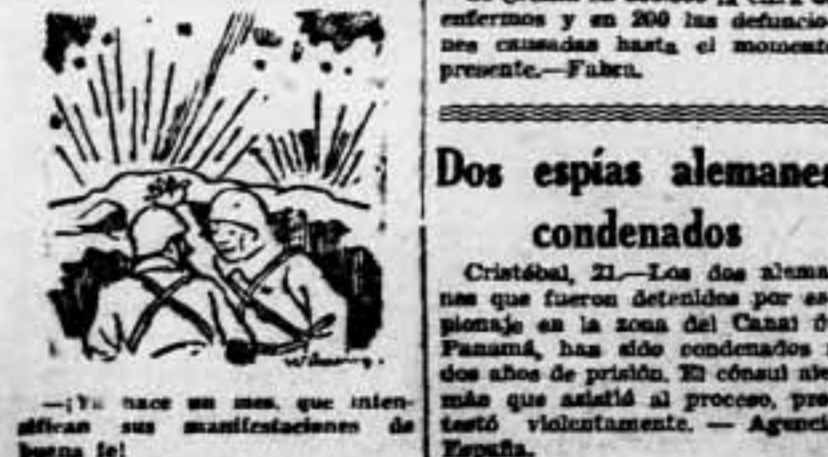 —¡Ya hace un mes, que inten-
sifican sus manifestaciones de
buena fe!
enfermos y en 200 las defuncio-
nes causadas hasta el momento
presente.—Fabra.
Dos espías alemanes
condenados
Cristóbal, 21.—Los dos alema-
nes que fueron detenidos por es-
pionaje en la zona del Canal d
Panamá, han sido condenados
dos años de prisión. El cónsul ale-
mán que asistió al proceso, pro-
testó violentamente. — Agencia
España.